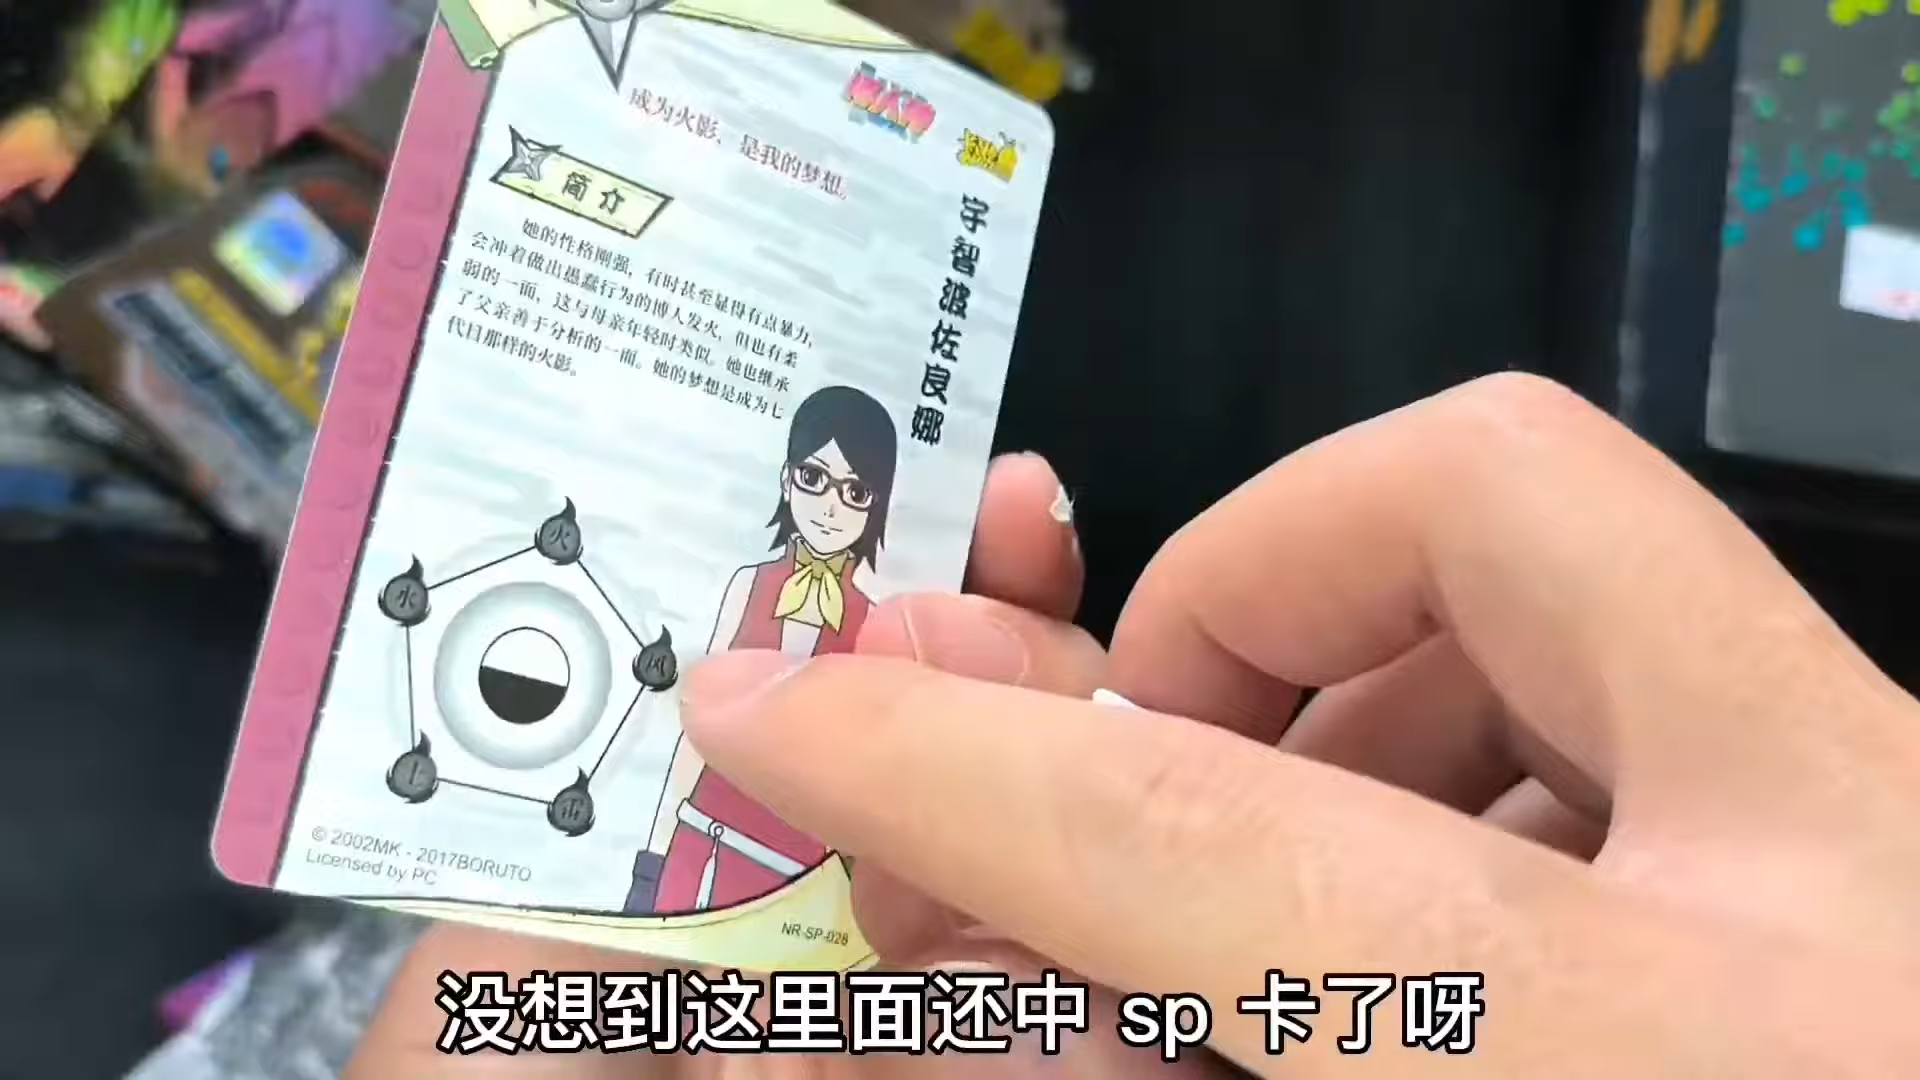 成为火影、是我的梦想。
简介
她的性格刚强，有时甚至显得有点暴力，
会冲着做出愚蠢行为的博人发火，但也有柔
弱的一面，这与母亲年轻时类似。她也继承
了父亲善于分析的一面。她的梦想是成为七
代目那样的火影。
宇智波佐良娜
火
水
风
土
雷
© 2002MK - 2017BORUTO
Licensed by PC
NR-SP-028
没想到这里面还中 sp 卡了呀